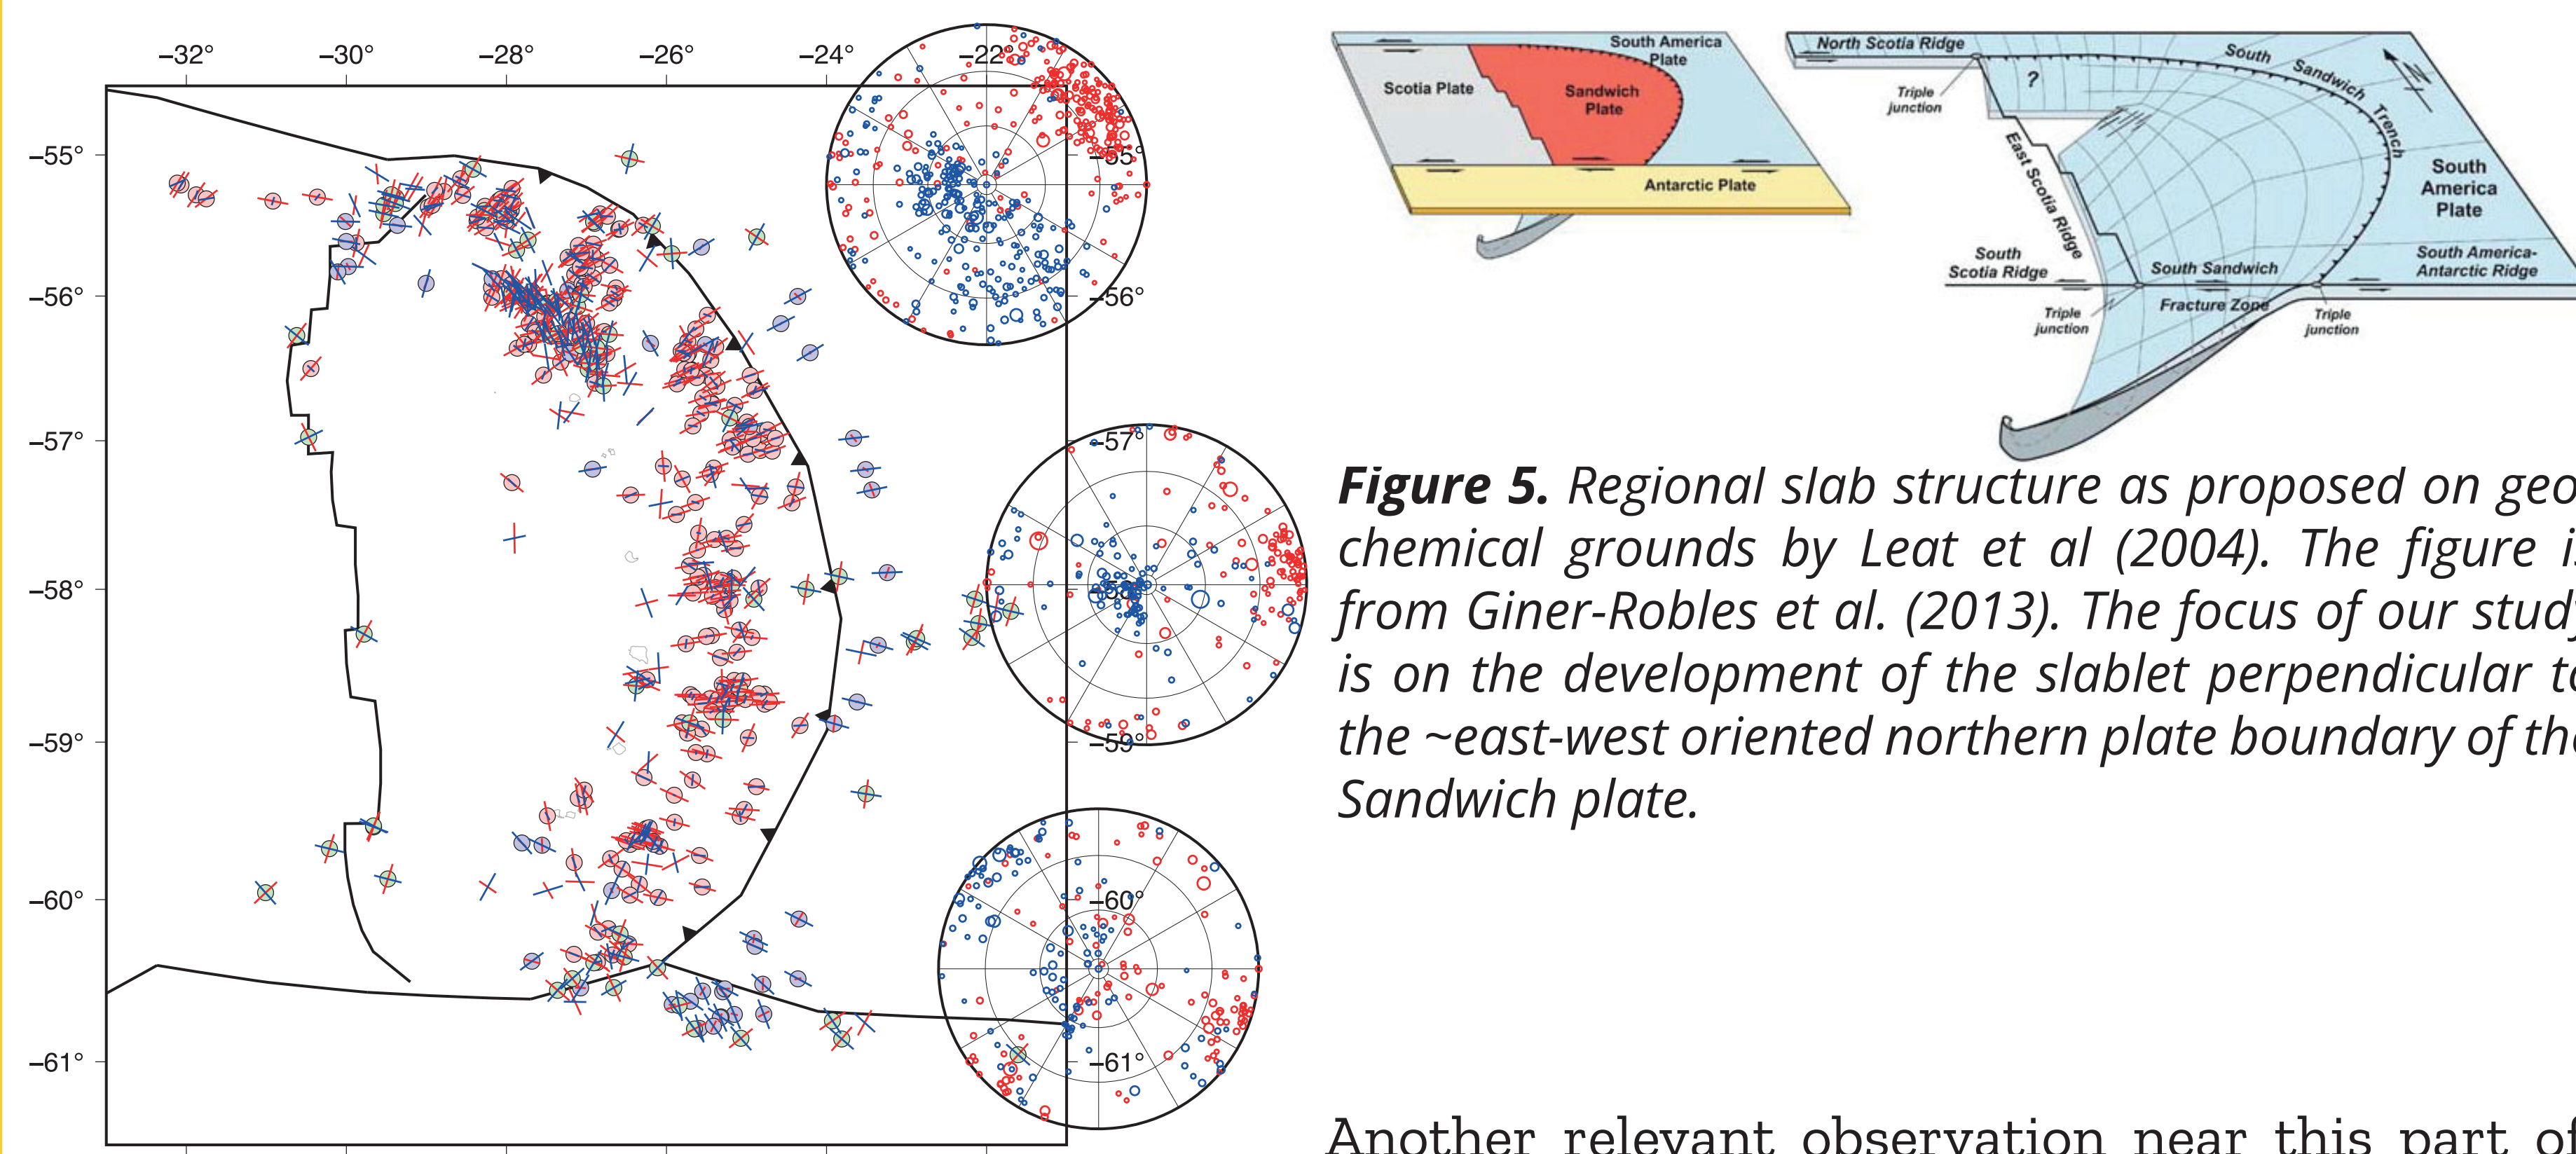 −32°
−30°
−28°
−26°
−24°
−22°
−55°
−56°
−57°
−58°
−59°
−60°
−61°
−55°
−56°
−57°
−58°
−59°
−60°
−61°
South America
Plate
Scotia Plate
Sandwich
Plate
Antarctic Plate
North Scotia Ridge
South Sandwich Trench
?
N
Triple
junction
East Scotia Ridge
South
America
Plate
South
Scotia Ridge
South Sandwich
Fracture Zone
South America-
Antarctic Ridge
Triple
junction
Triple
junction
Figure 5. Regional slab structure as proposed on geo
chemical grounds by Leat et al (2004). The figure is
from Giner-Robles et al. (2013). The focus of our study
is on the development of the slablet perpendicular to
the ~east-west oriented northern plate boundary of the
Sandwich plate.
Another relevant observation near this part of